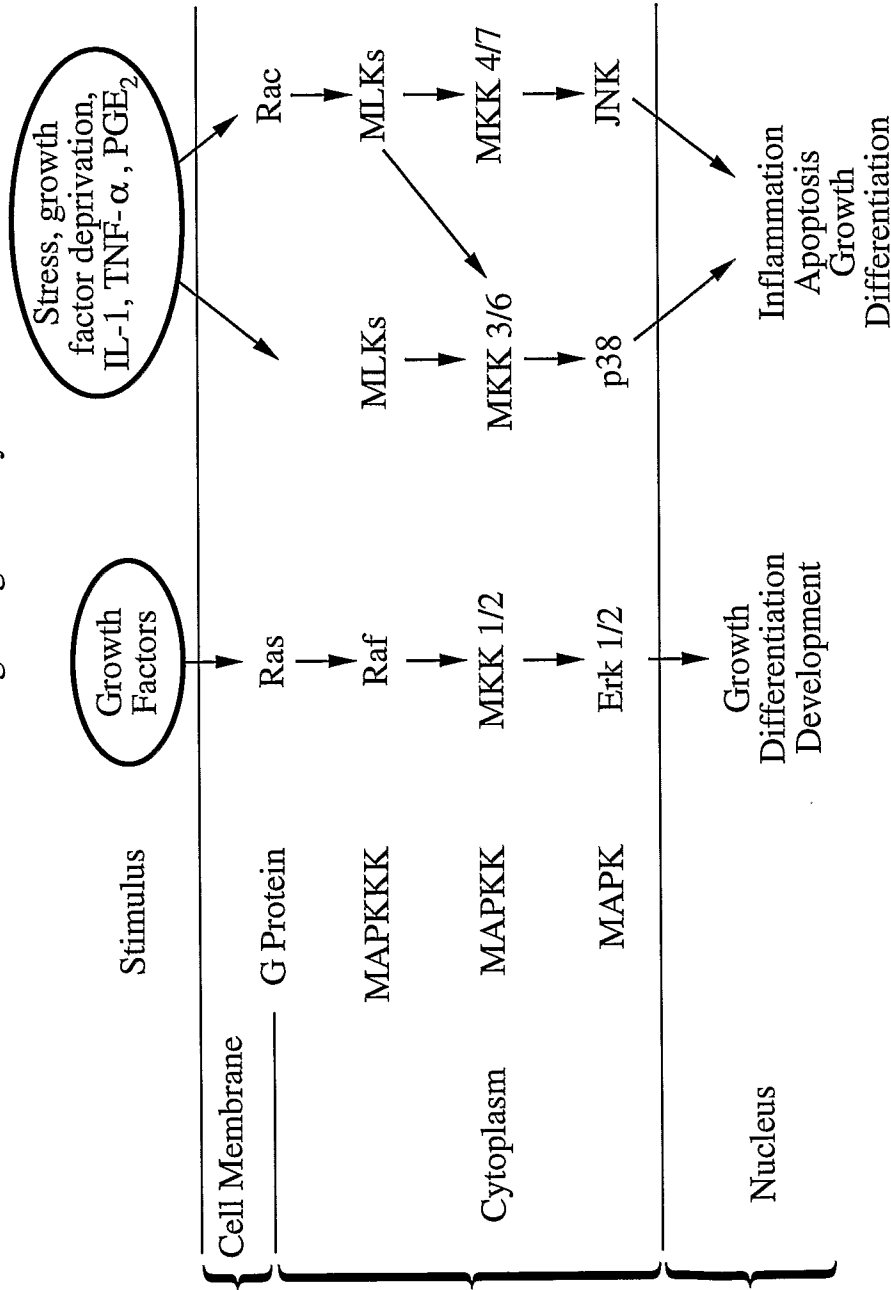 Stimulus
Growth
Factors
Stress, growth
factor deprivation,
IL-1, TNF-α, PGE₂
Cell Membrane
G Protein
Ras
Rac
MAPKKK
Raf
MLKs
MLKs
Cytoplasm
MAPKK
MKK 1/2
MKK 3/6
MKK 4/7
MAPK
Erk 1/2
p38
JNK
Nucleus
Growth
Differentiation
Development
Inflammation
Apoptosis
Growth
Differentiation